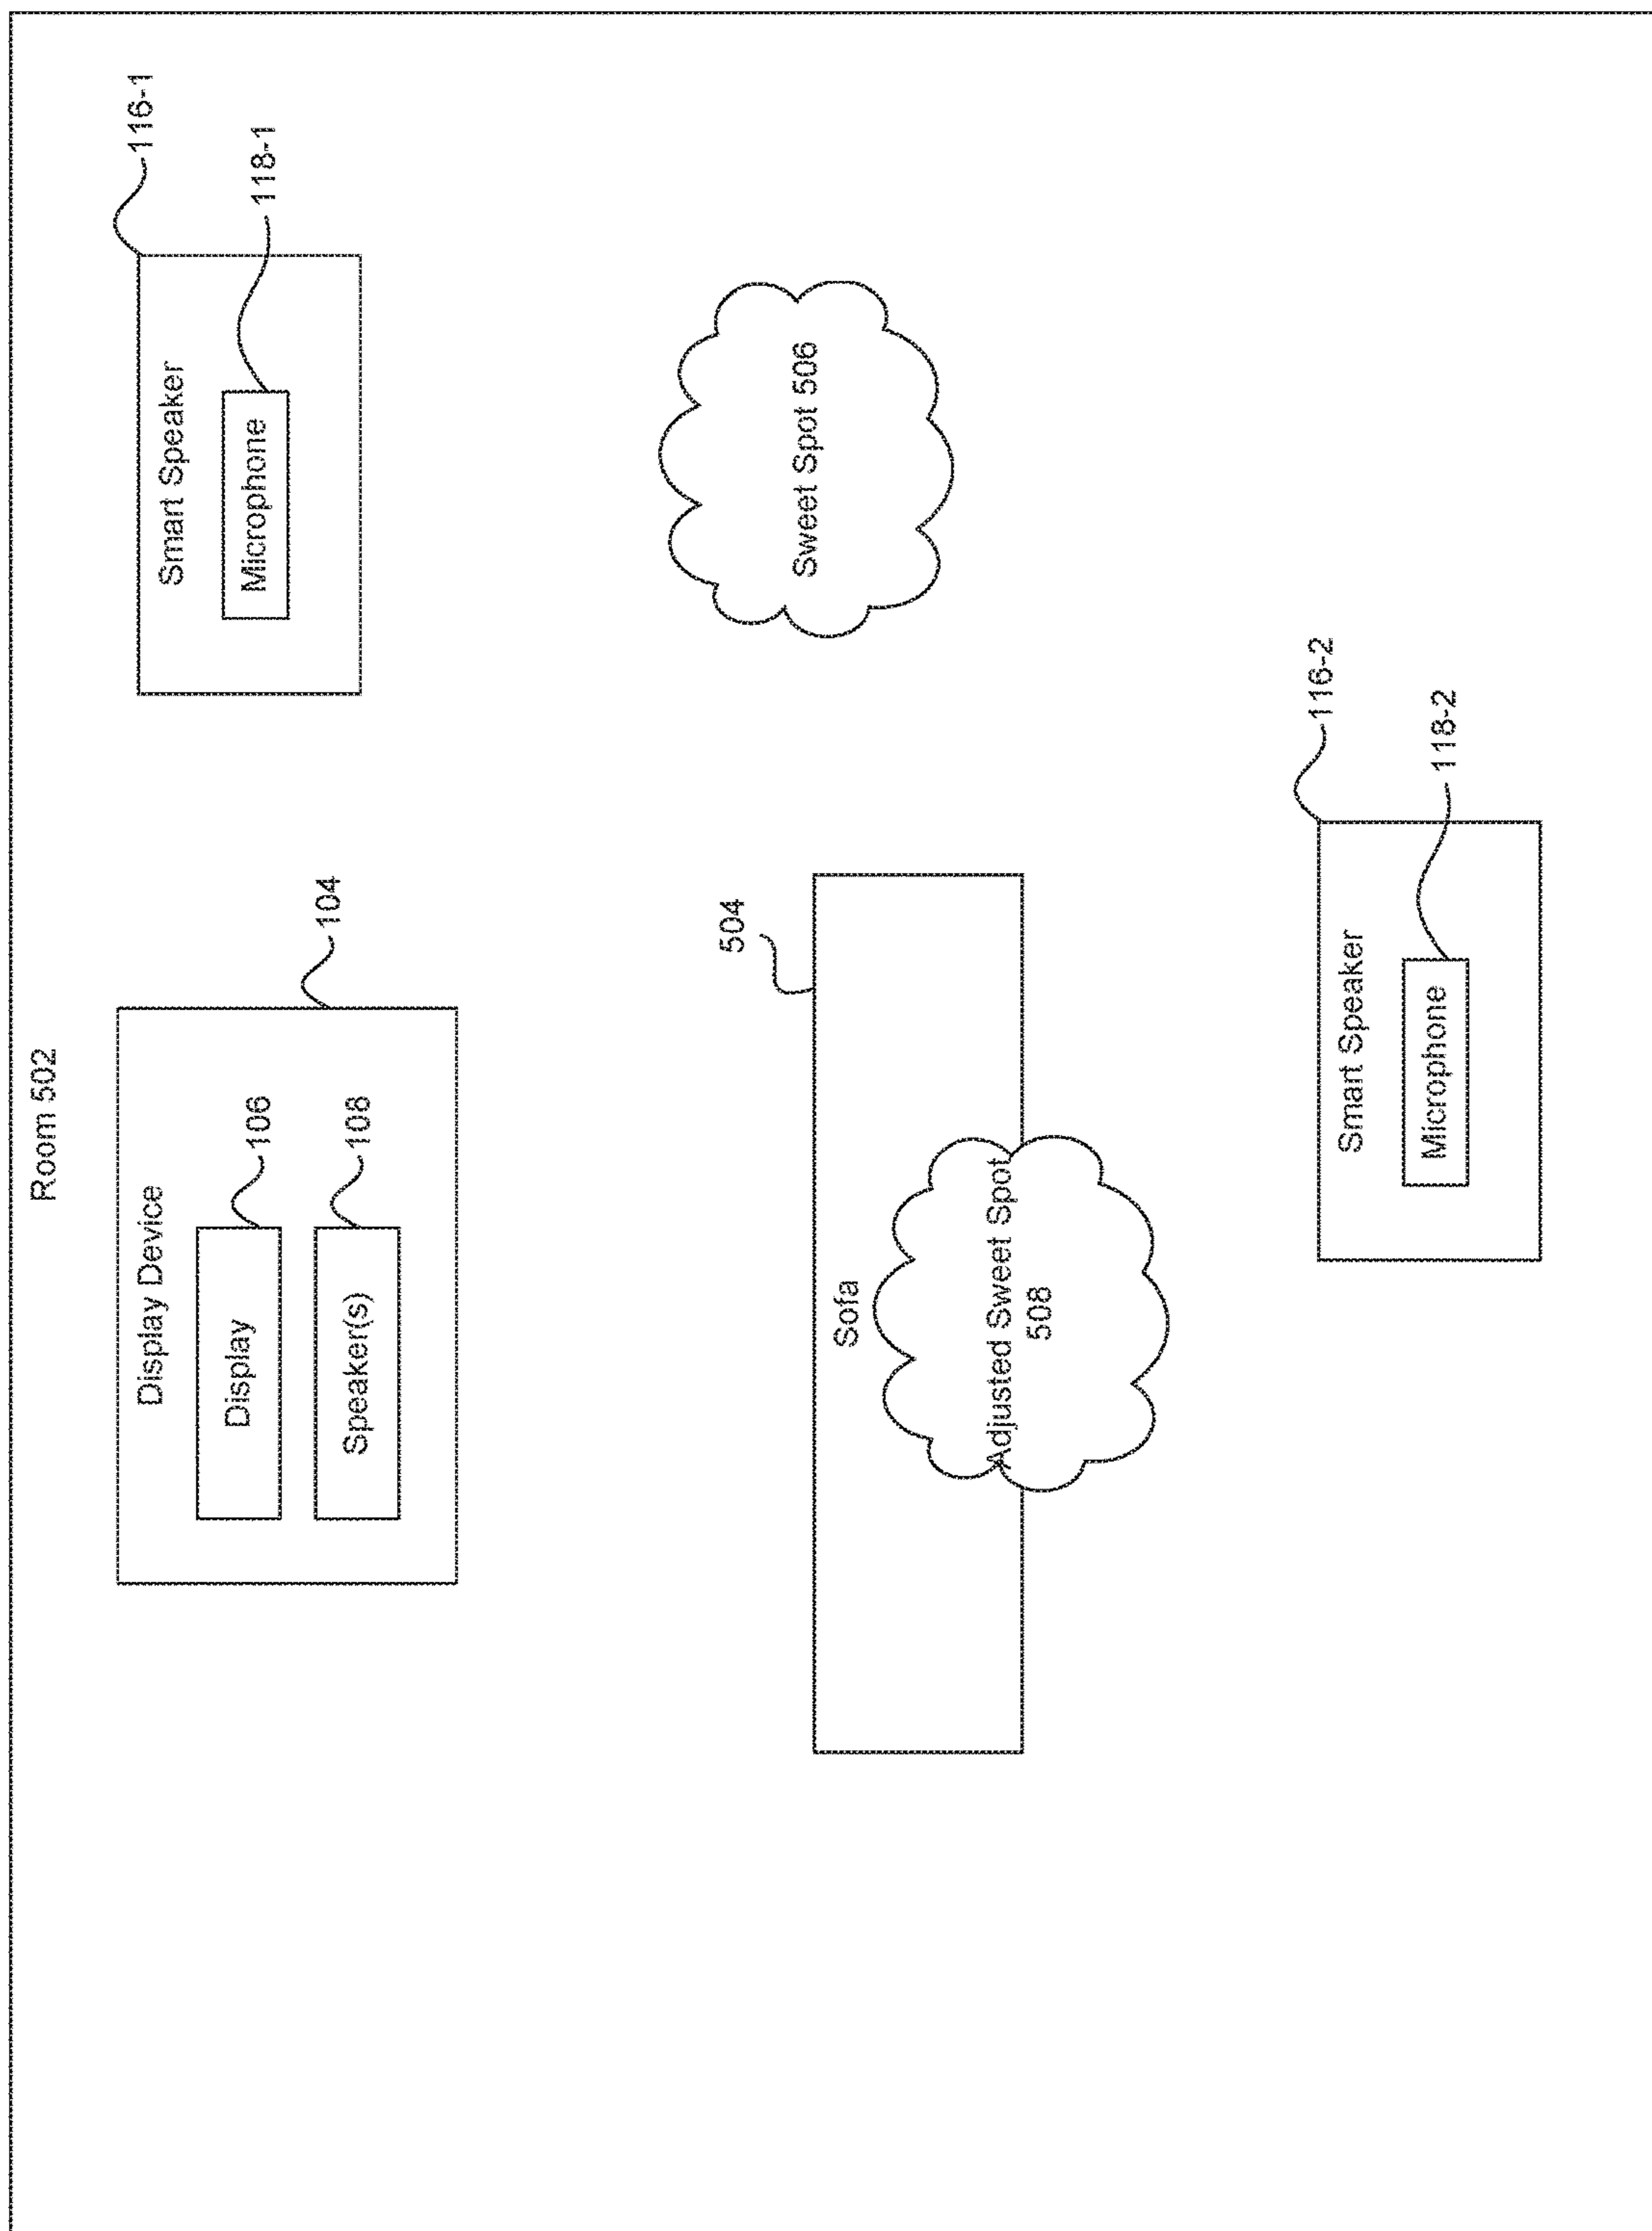 Room 502
Display Device
Display
106
Speaker(s)
108
104
Smart Speaker
116-1
Microphone
118-1
504
Sofa
Adjusted Sweet Spot
508
Sweet Spot 506
Smart Speaker
116-2
Microphone
118-2